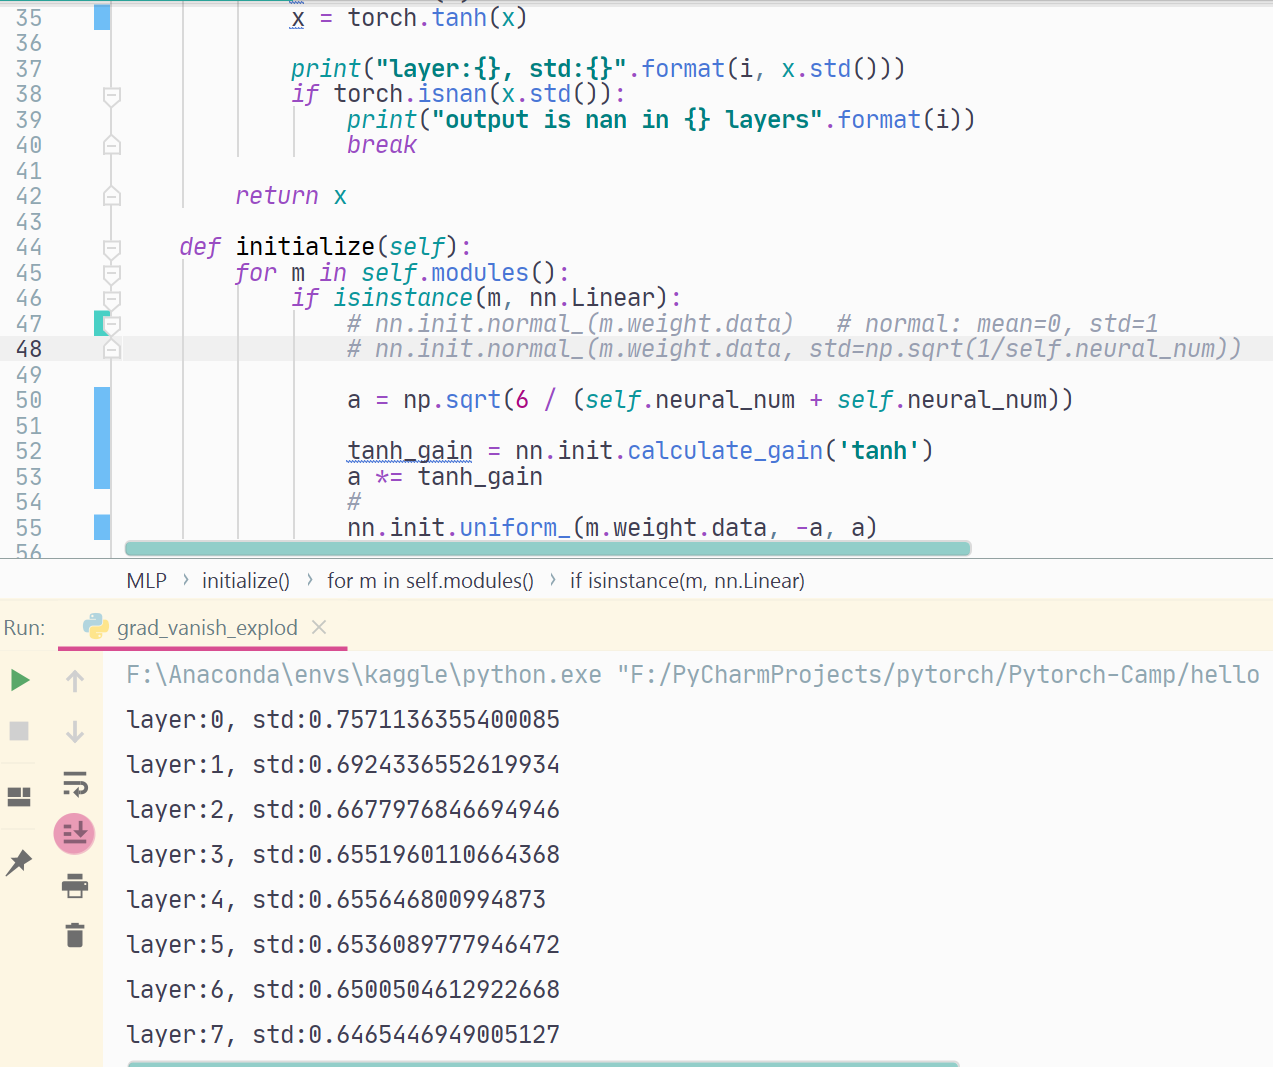 35 x = torch.tanh(x)
36
37 print("layer:{}, std:{}".format(i, x.std()))
38 if torch.isnan(x.std()):
39 print("output is nan in {} layers".format(i))
40 break
41
42 return x
43
44 def initialize(self):
45 for m in self.modules():
46 if isinstance(m, nn.Linear):
47 # nn.init.normal_(m.weight.data)   # normal: mean=0, std=1
48 # nn.init.normal_(m.weight.data, std=np.sqrt(1/self.neural_num))
49
50 a = np.sqrt(6 / (self.neural_num + self.neural_num))
51
52 tanh_gain = nn.init.calculate_gain('tanh')
53 a *= tanh_gain
54 #
55 nn.init.uniform_(m.weight.data, -a, a)
56
MLP › initialize() › for m in self.modules() › if isinstance(m, nn.Linear)
Run: grad_vanish_explod
F:\Anaconda\envs\kaggle\python.exe "F:/PyCharmProjects/pytorch/Pytorch-Camp/hello
layer:0, std:0.7571136355400085
layer:1, std:0.6924336552619934
layer:2, std:0.6677976846694946
layer:3, std:0.6551960110664368
layer:4, std:0.655646800994873
layer:5, std:0.6536089777946472
layer:6, std:0.6500504612922668
layer:7, std:0.6465446949005127